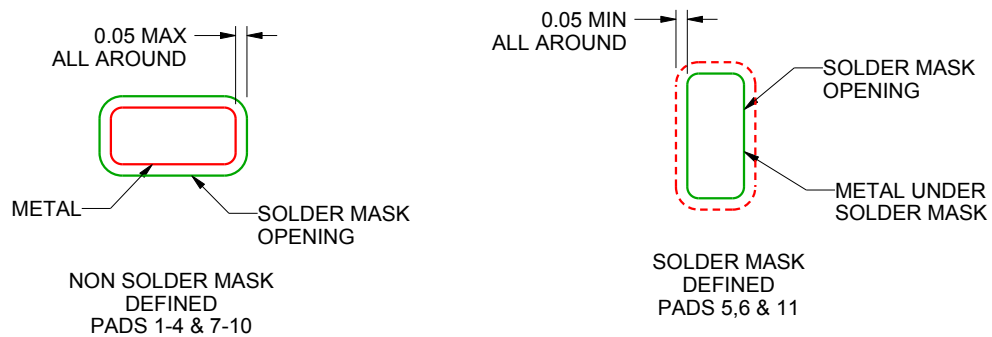 0.05 MAX
ALL AROUND
METAL
SOLDER MASK
OPENING
NON SOLDER MASK
DEFINED
PADS 1-4 & 7-10
0.05 MIN
ALL AROUND
SOLDER MASK
OPENING
METAL UNDER
SOLDER MASK
SOLDER MASK
DEFINED
PADS 5,6 & 11